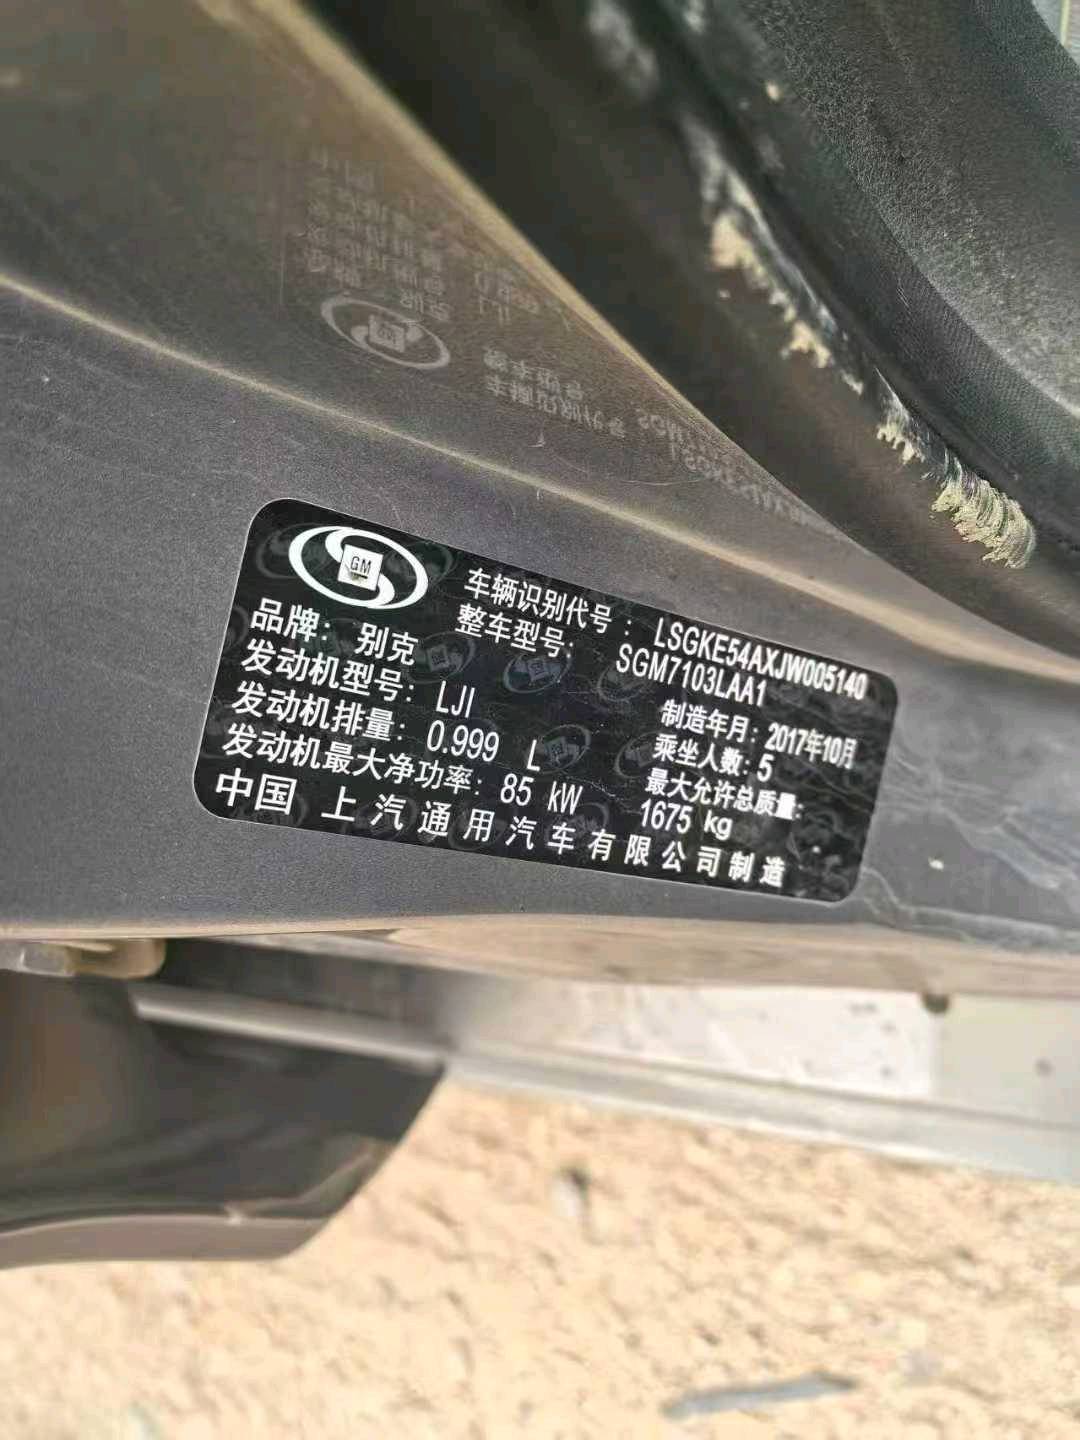 GM
车辆识别代号：LSGKE54AXJW005140
整车型号：SGM7103LAA1
品牌：别克
制造年月：2017年10月
发动机型号：LJI
乘坐人数：5
发动机排量：0.999 L
最大允许总质量：
1675 kg
发动机最大净功率：85 kW
中国 上汽通用汽车有限公司制造